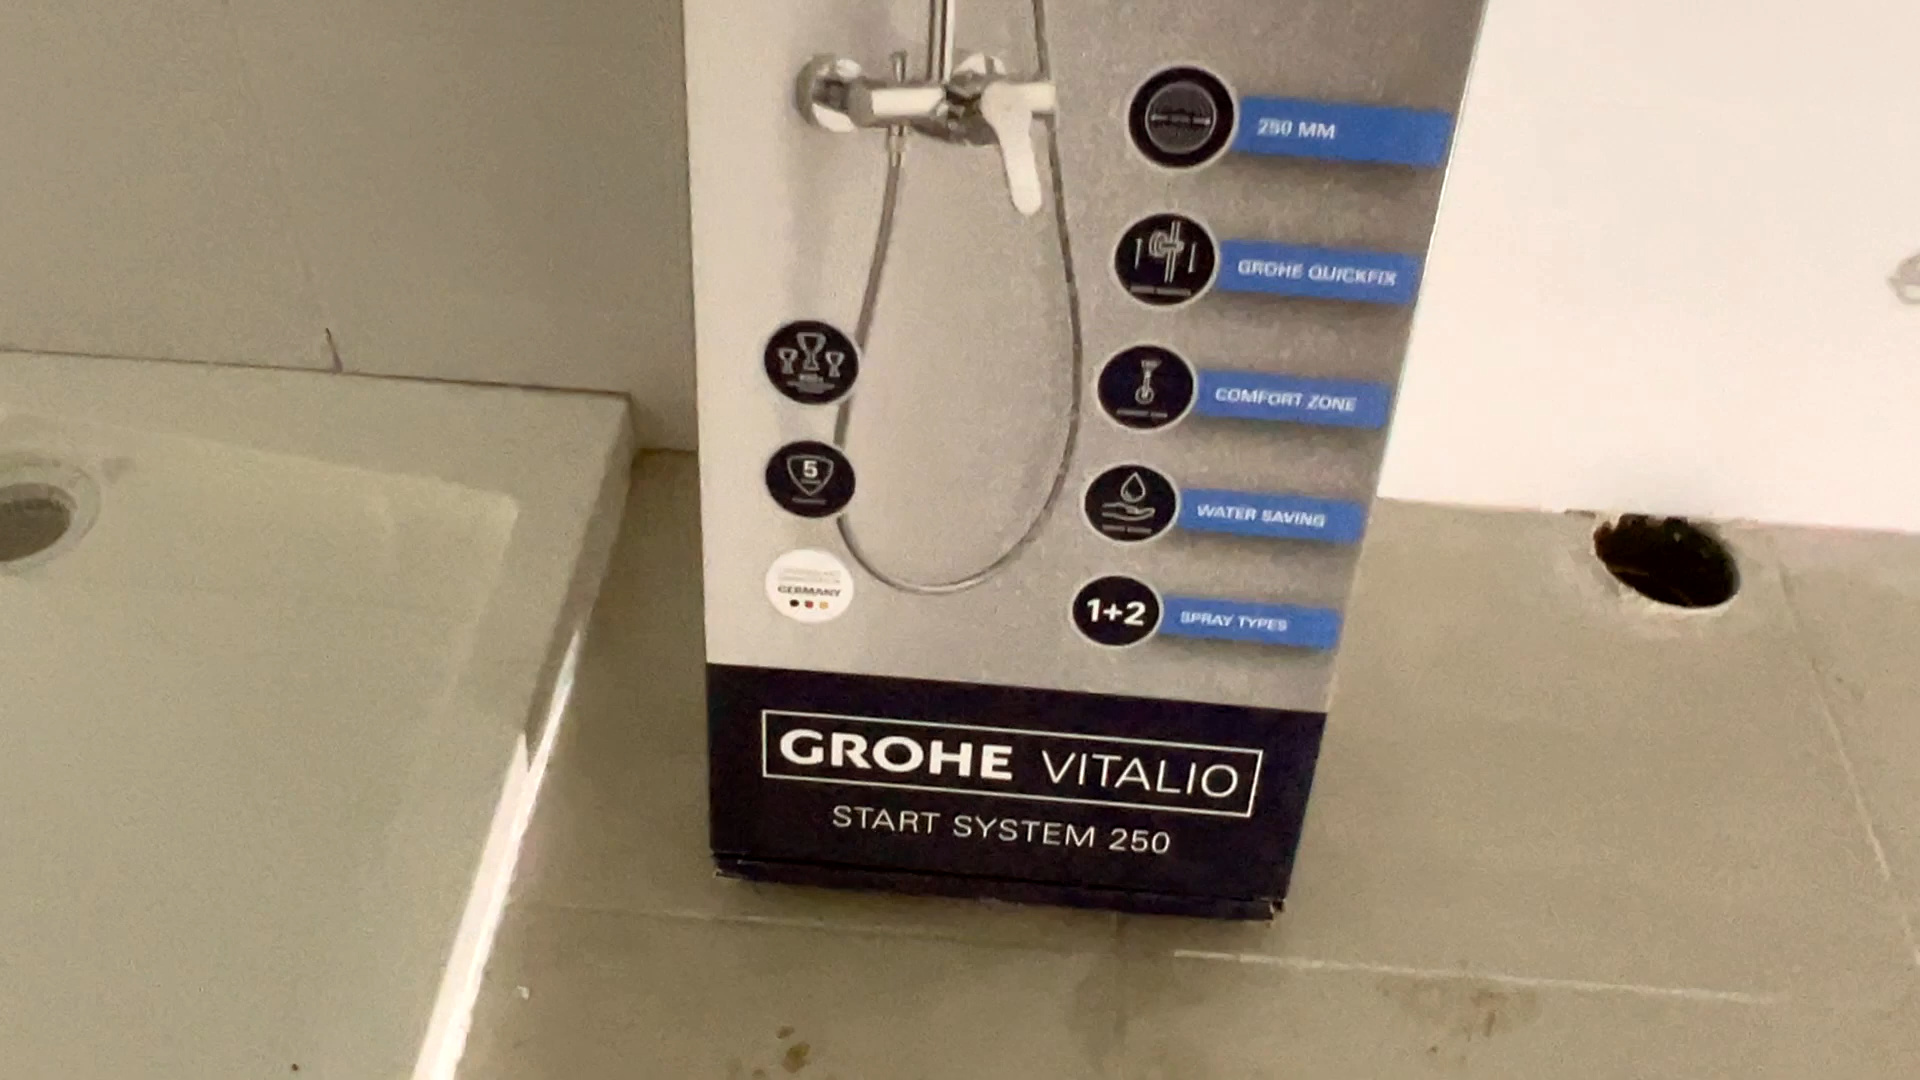 250 MM
GROHE QUICKFIX
COMFORT ZONE
WATER SAVING
5
GERMANY
1+2 SPRAY TYPES
GROHE VITALIO
START SYSTEM 250